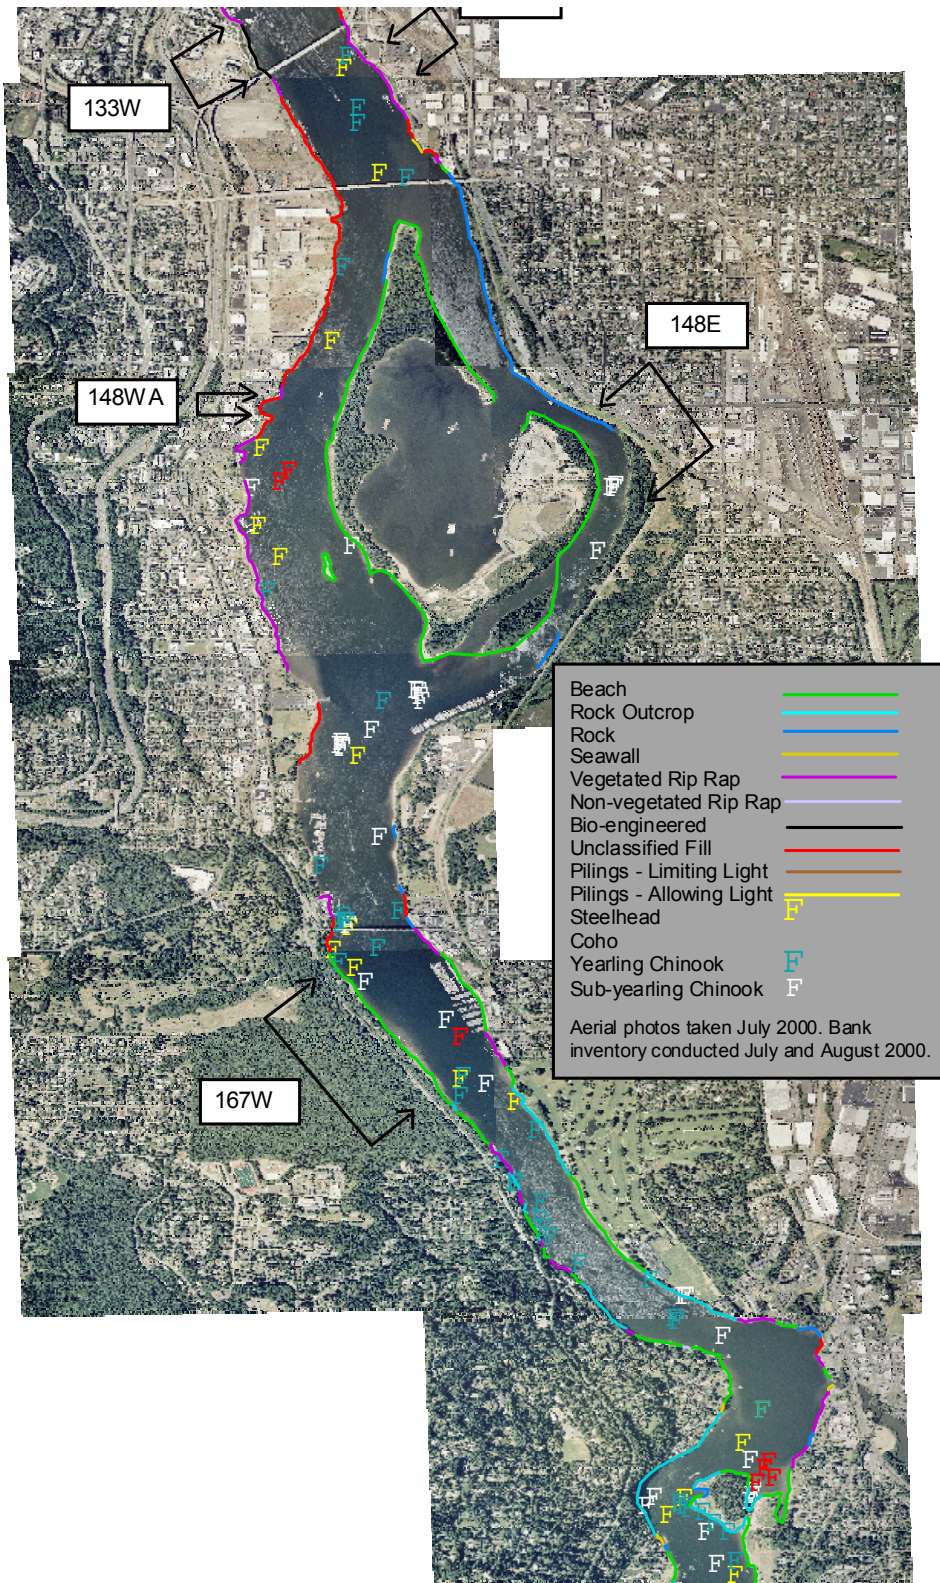 133W
148E
148WA
Beach
Rock Outcrop
Rock
Seawall
Vegetated Rip Rap
Non-vegetated Rip Rap
Bio-engineered
Unclassified Fill
Pilings - Limiting Light
Pilings - Allowing Light
Steelhead F
Coho
Yearling Chinook F
Sub-yearling Chinook F
Aerial photos taken July 2000. Bank
inventory conducted July and August 2000.
167W